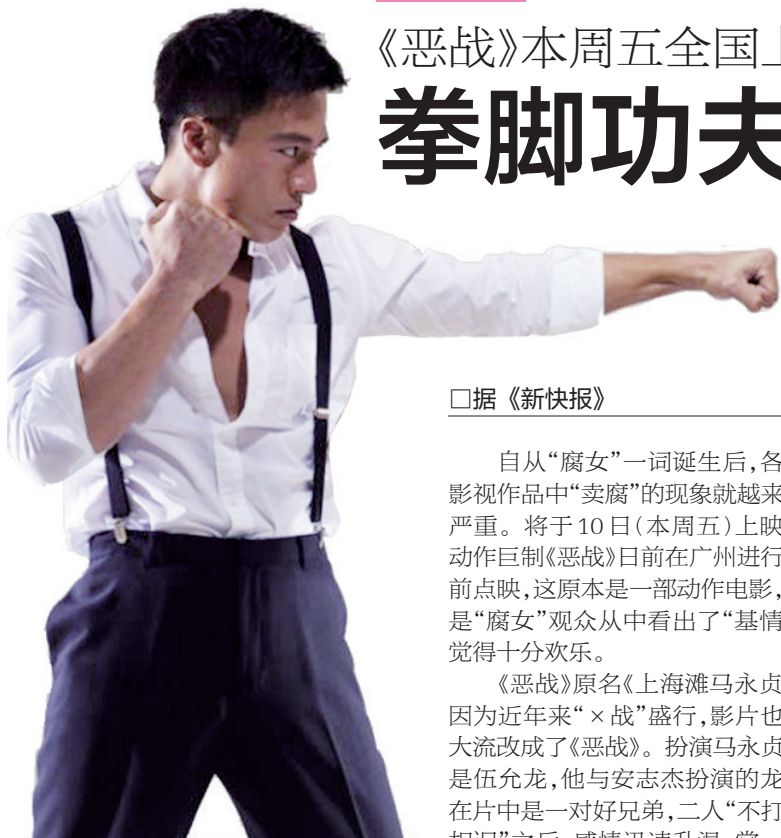 《恶战》本周五全国
拳脚功夫
□据《新快报》
自从“腐女”一词诞生后,各
影视作品中“卖腐”的现象就越来
严重。将于10日(本周五)上映
动作巨制《恶战》日前在广州进行
前点映,这原本是一部动作电影,
是“腐女”观众从中看出了“基情
觉得十分欢乐。
《恶战》原名《上海滩马永贞
因为近年来“×战”盛行,影片也
大流改成了《恶战》。扮演马永贞
是伍允龙,他与安志杰扮演的龙
在片中是一对好兄弟,二人“不打